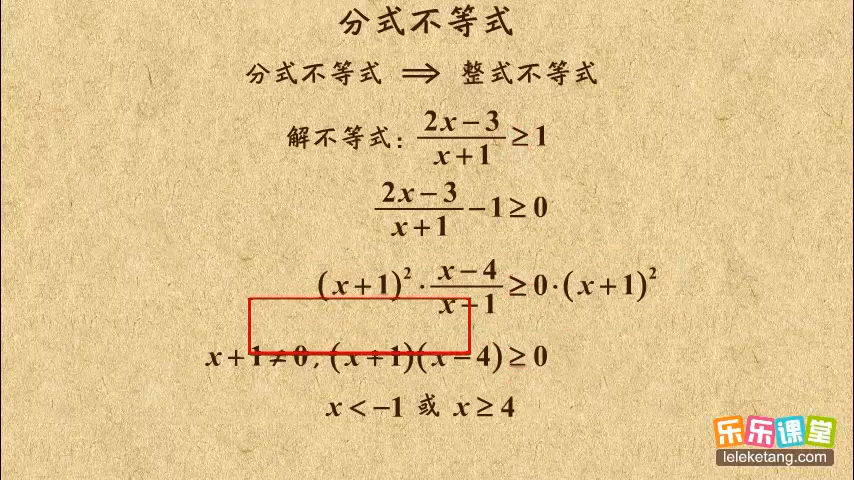 分式不等式
分式不等式 ⇒ 整式不等式
解不等式：(2x−3)/(x+1) ≥ 1
(2x−3)/(x+1) − 1 ≥ 0
(x+1)² · (x−4)/(x+1) ≥ 0 · (x+1)²
x+1≠0, (x+1)(x−4) ≥ 0
x < −1 或 x ≥ 4
乐乐课堂
leleketang.com